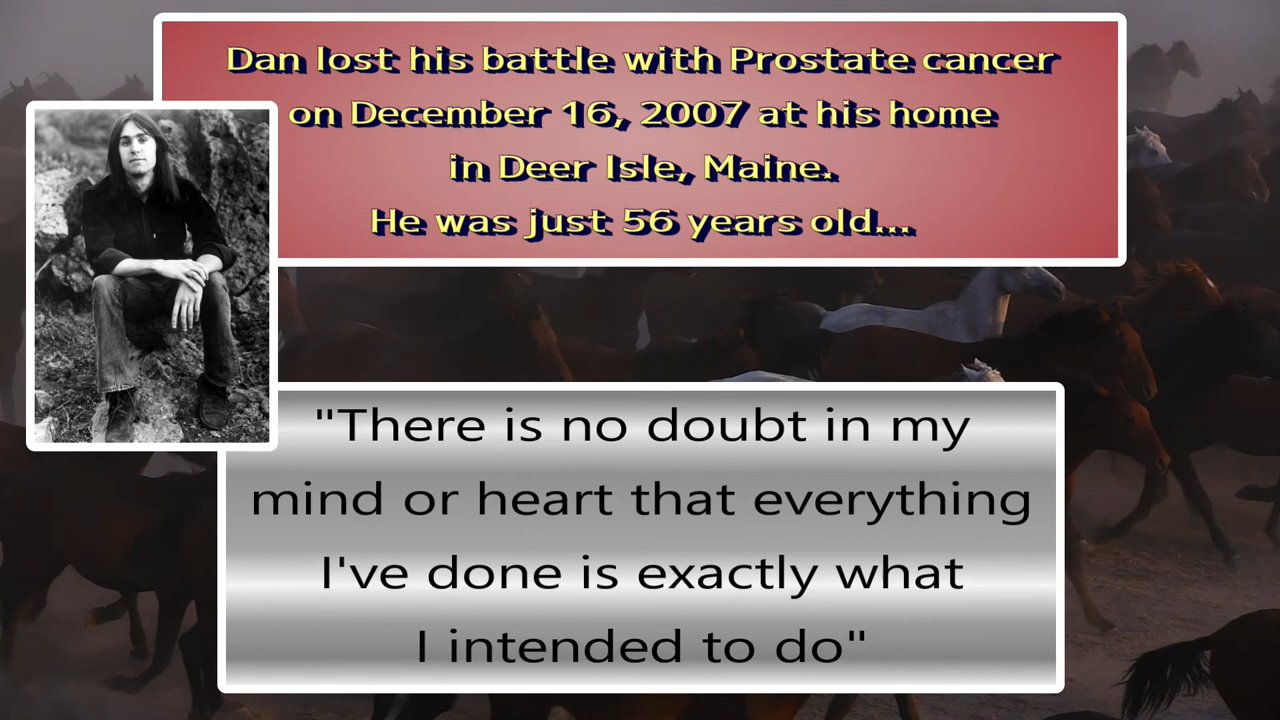 Dan lost his battle with Prostate cancer
on December 16, 2007 at his home
in Deer Isle, Maine.
He was just 56 years old...
"There is no doubt in my
mind or heart that everything
I've done is exactly what
I intended to do"